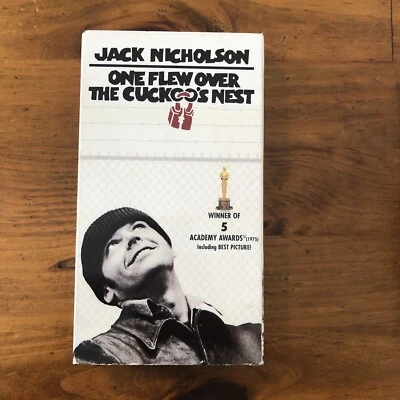 JACK NICHOLSON
ONE FLEW OVER
THE CUCKOO'S NEST
WINNER OF
5
ACADEMY AWARDS® (1975)
Including BEST PICTURE!